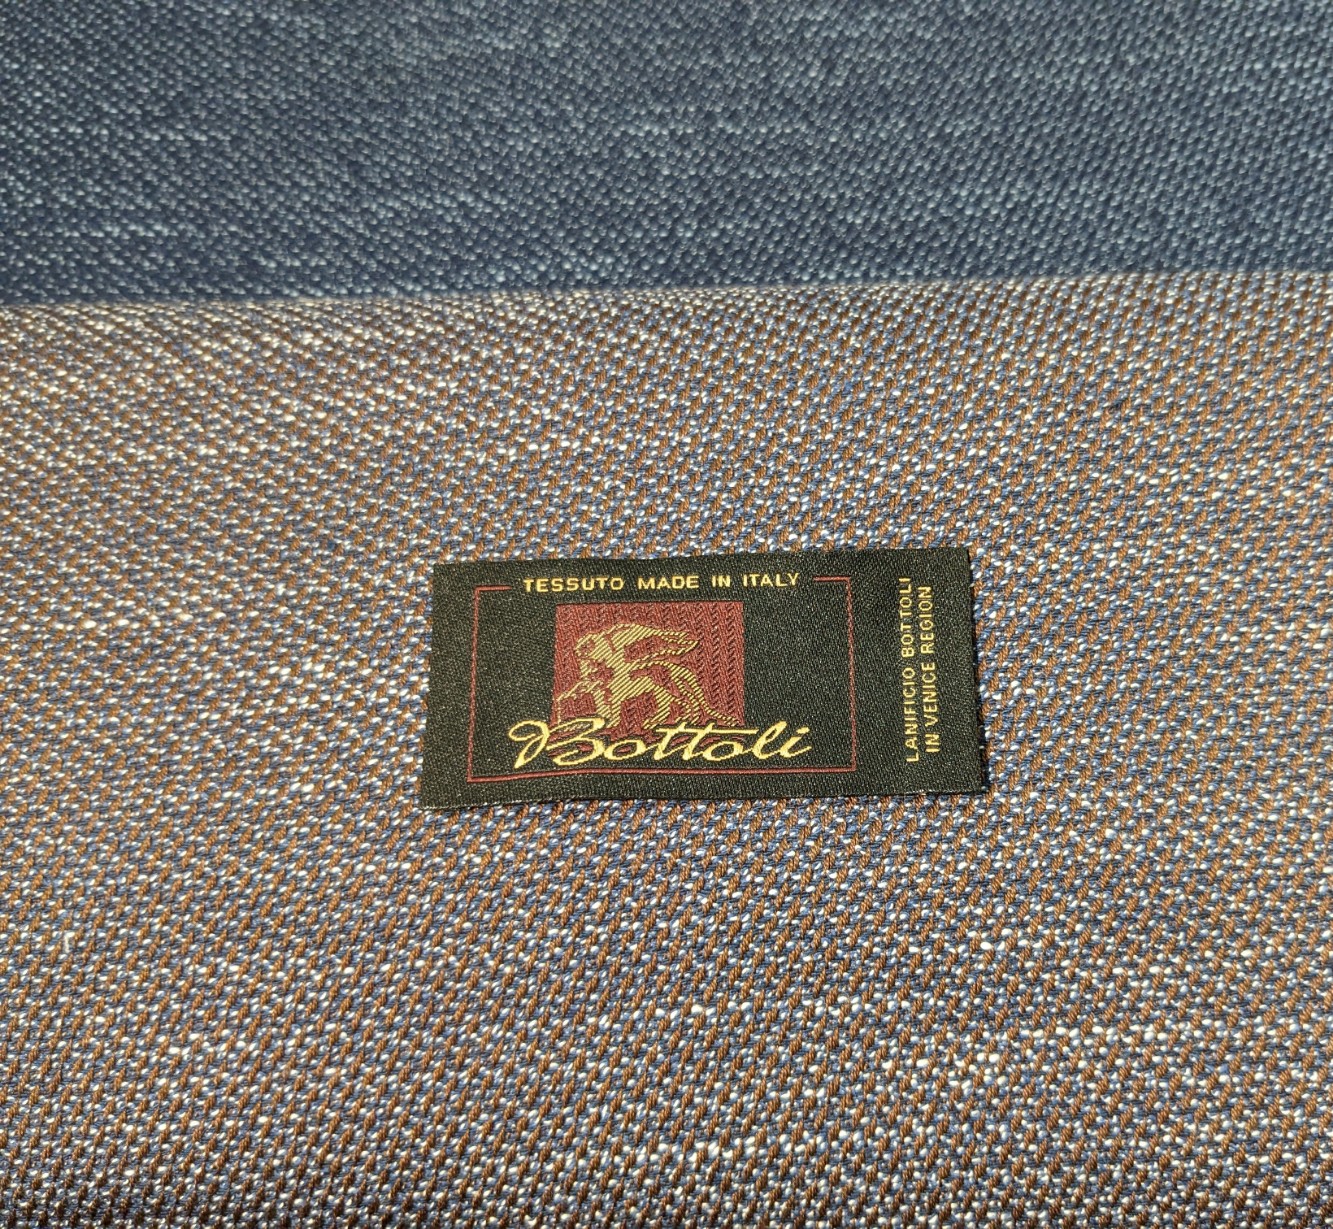 TESSUTO MADE IN ITALY
Bottoli
LANIFICIO BOTTOLI
IN VENICE REGION